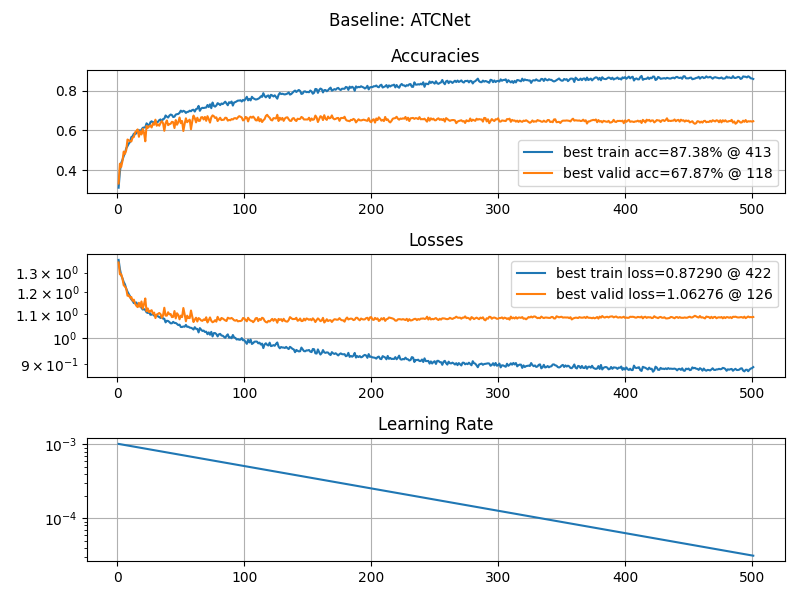 Baseline: ATCNet
Accuracies
0.8
0.6
0.4
best train acc=87.38% @ 413
best valid acc=67.87% @ 118
0 100 200 300 400 500
Losses
1.3 × 10⁰
1.2 × 10⁰
1.1 × 10⁰
10⁰
9 × 10⁻¹
best train loss=0.87290 @ 422
best valid loss=1.06276 @ 126
0 100 200 300 400 500
Learning Rate
10⁻³
10⁻⁴
0 100 200 300 400 500